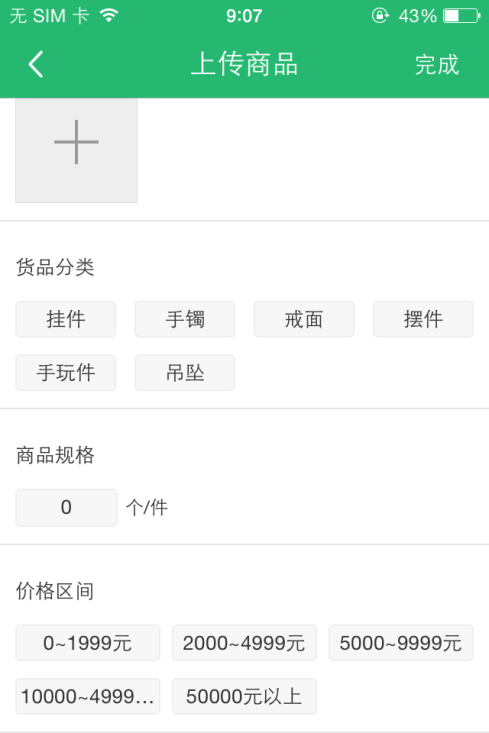 无 SIM 卡 9:07 43%
上传商品 完成
货品分类
挂件 手镯 戒面 摆件
手玩件 吊坠
商品规格
0 个/件
价格区间
0~1999元 2000~4999元 5000~9999元
10000~4999... 50000元以上